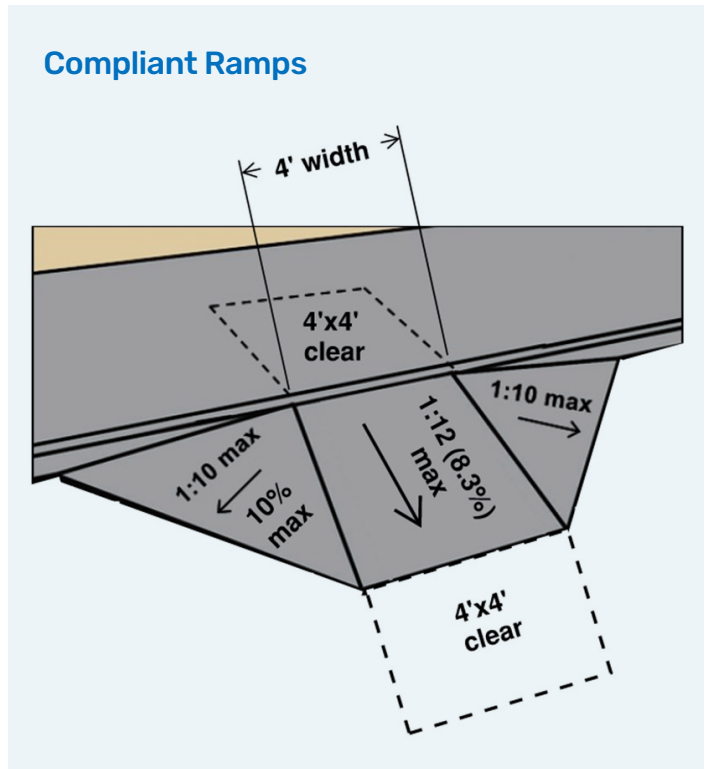 Compliant Ramps
4' width
4'x4'
clear
1:10 max
1:12 (8.3%)
max
1:10 max
10%
max
4'x4'
clear